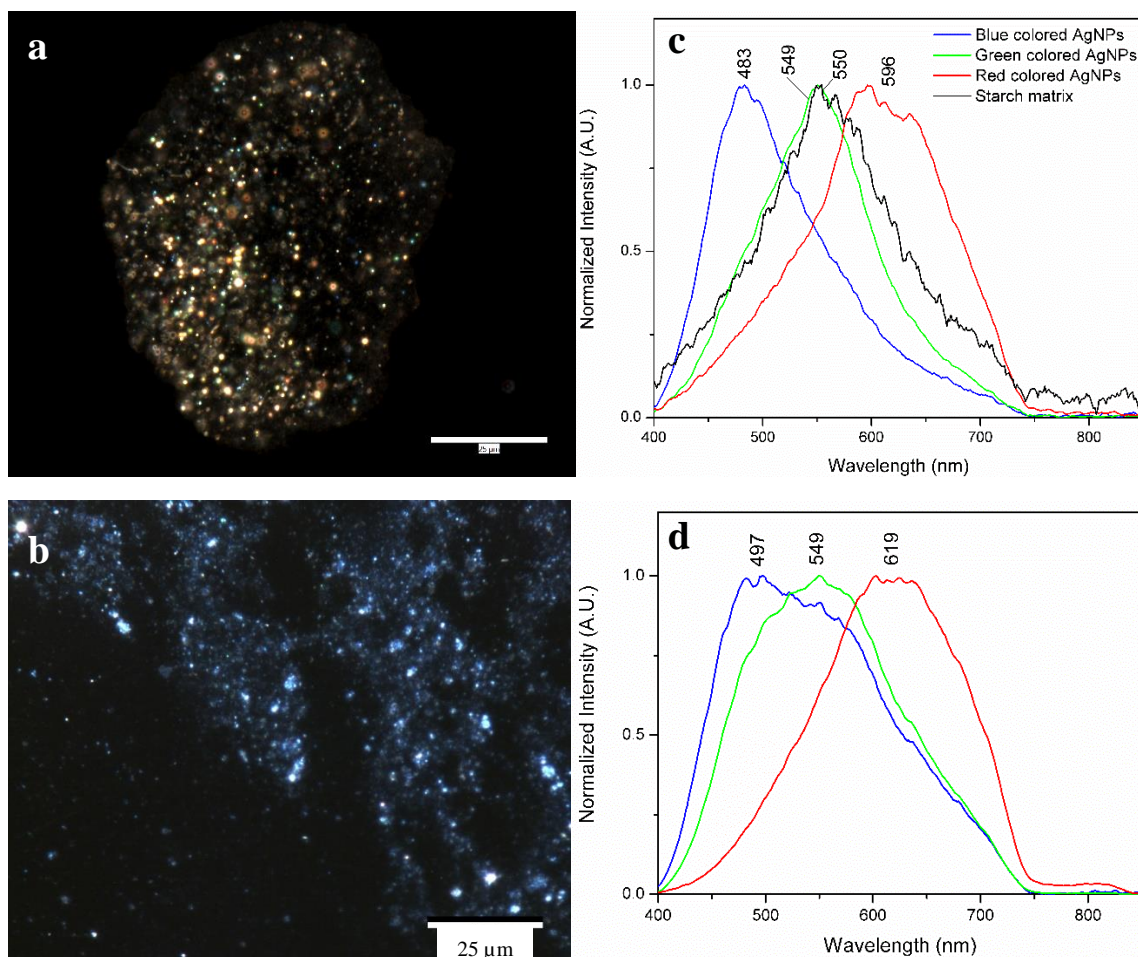 a
25 µm
c
483
549
550
596
Blue colored AgNPs
Green colored AgNPs
Red colored AgNPs
Starch matrix
1.0
0.5
0.0
400
500
600
700
800
Normalized Intensity (A.U.)
Wavelength (nm)
b
25 µm
d
497
549
619
1.0
0.5
0.0
400
500
600
700
800
Normalized Intensity (A.U.)
Wavelength (nm)